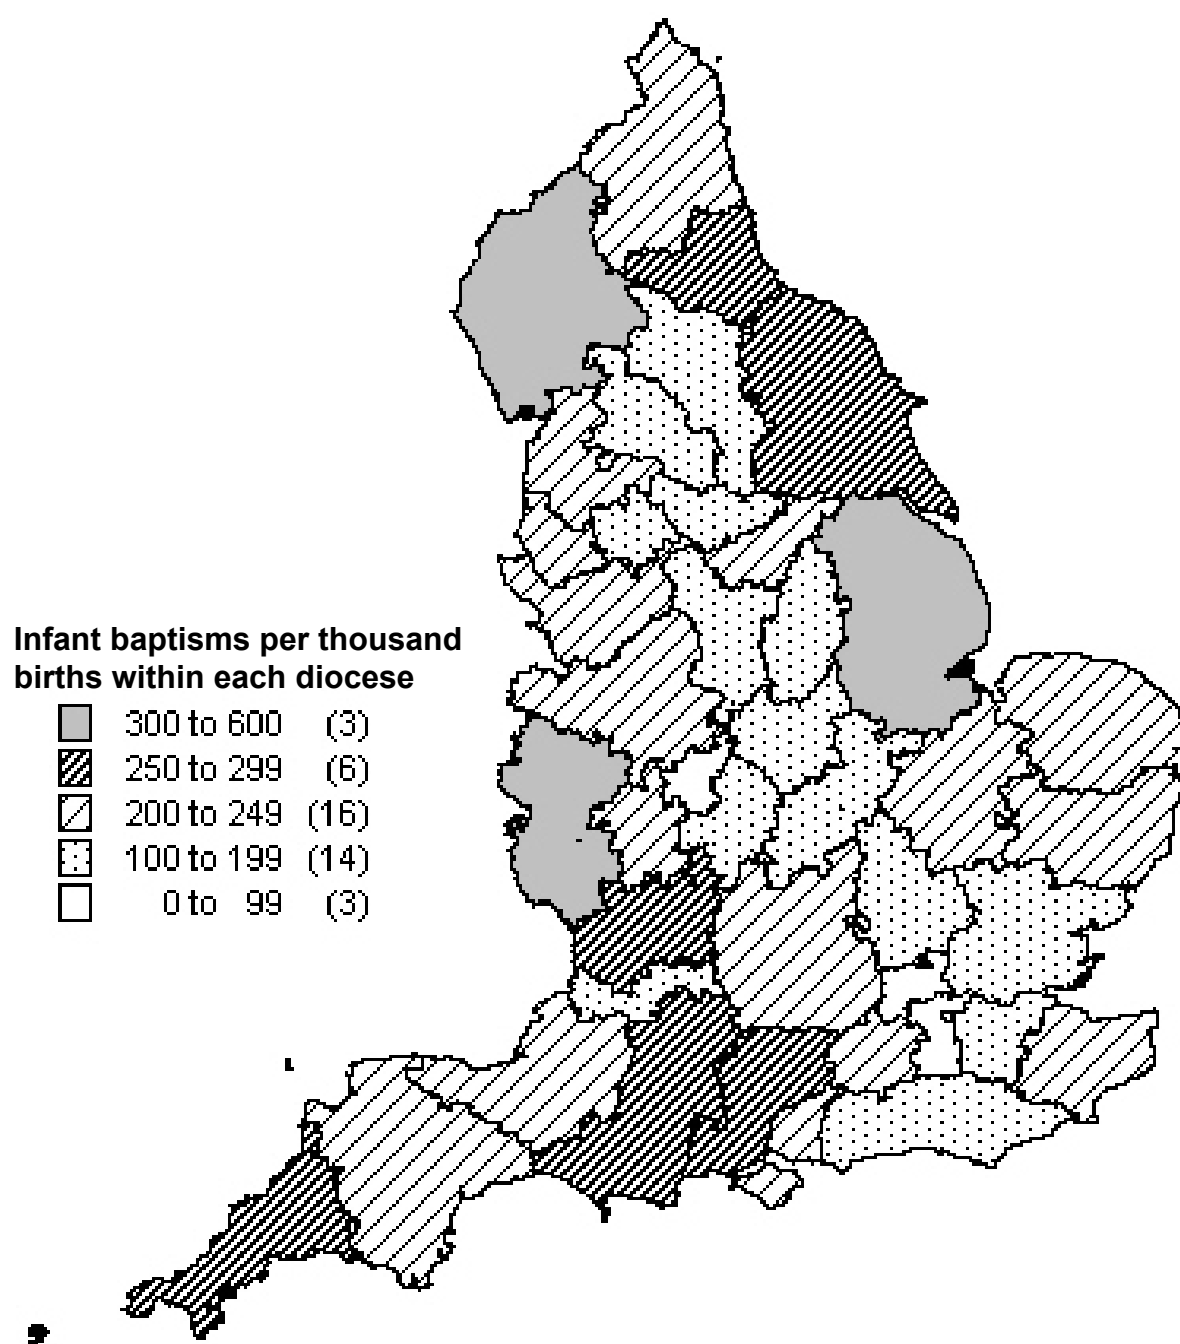 Infant baptisms per thousand
births within each diocese
300 to 600 (3)
250 to 299 (6)
200 to 249 (16)
100 to 199 (14)
0 to 99 (3)